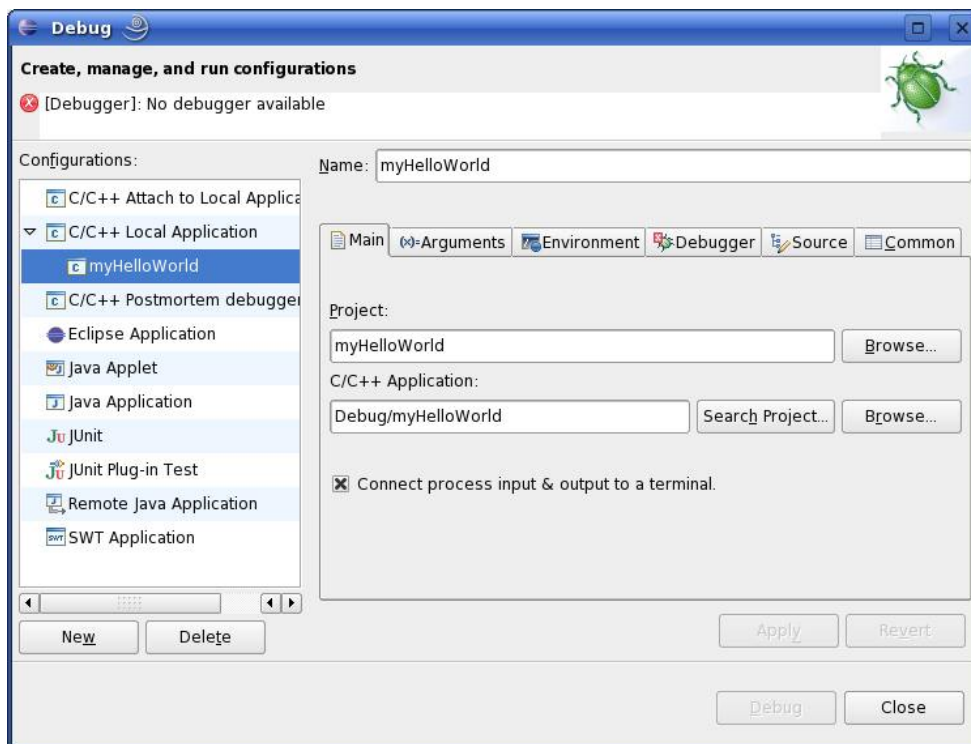 Debug
Create, manage, and run configurations
[Debugger]: No debugger available
Configurations:
C/C++ Attach to Local Applica
C/C++ Local Application
myHelloWorld
C/C++ Postmortem debugger
Eclipse Application
Java Applet
Java Application
JUnit
JUnit Plug-in Test
Remote Java Application
SWT Application
New Delete
Name: myHelloWorld
Main (x)=Arguments Environment Debugger Source Common
Project:
myHelloWorld Browse...
C/C++ Application:
Debug/myHelloWorld Search Project... Browse...
Connect process input & output to a terminal.
Apply Revert
Debug Close